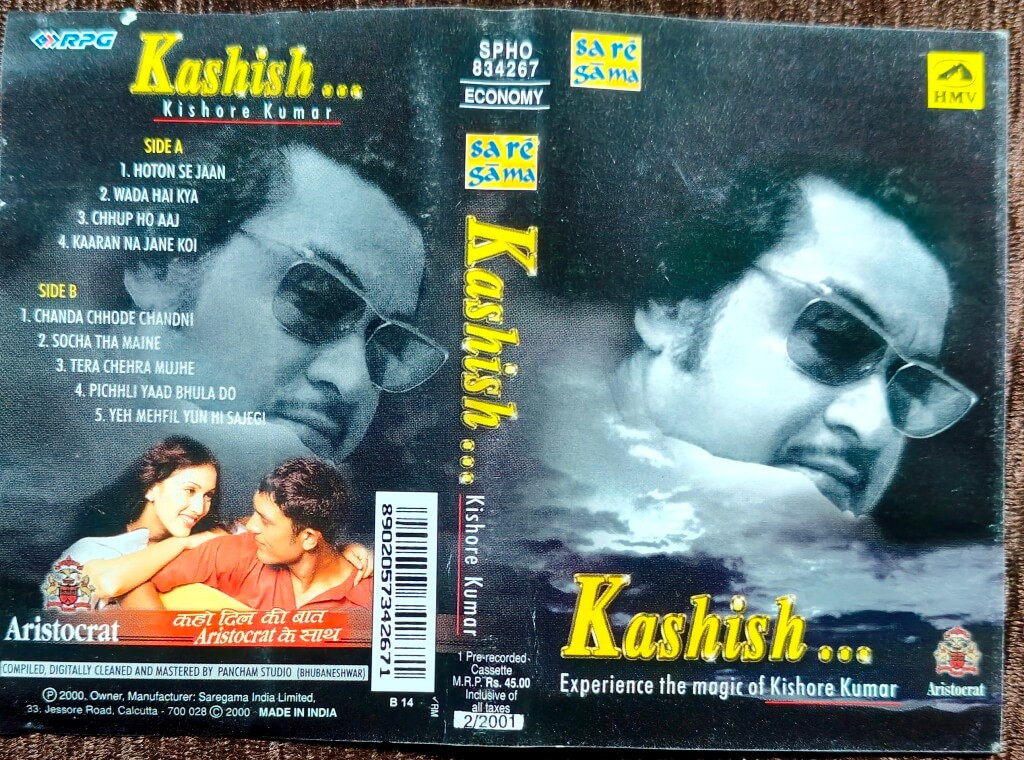 RPG
Kashish...
Kishore Kumar
SIDE A
1. HOTON SE JAAN
2. WADA HAI KYA
3. CHHUP HO AAJ
4. KAARAN NA JANE KOI
SIDE B
1. CHANDA CHHODE CHANDNI
2. SOCHA THA MAINE
3. TERA CHEHRA MUJHE
4. PICHHLI YAAD BHULA DO
5. YEH MEHFIL YUN HI SAJEGI
Aristocrat
कहो दिल की बात
Aristocrat के साथ
COMPILED, DIGITALLY CLEANED AND MASTERED BY PANCHAM STUDIO (BHUBANESHWAR)
℗ 2000. Owner, Manufacturer: Saregama India Limited,
33, Jessore Road, Calcutta - 700 028 © 2000 MADE IN INDIA
8902057342671
B 14
FRM
SPHO
834267
ECONOMY
sa rē
gā ma
Kashish...
Kishore Kumar
1 Pre-recorded
Cassette
M.R.P. Rs. 45.00
Inclusive of
all taxes
2/2001
sa rē
gā ma
HMV
Kashish...
Experience the magic of Kishore Kumar
Aristocrat